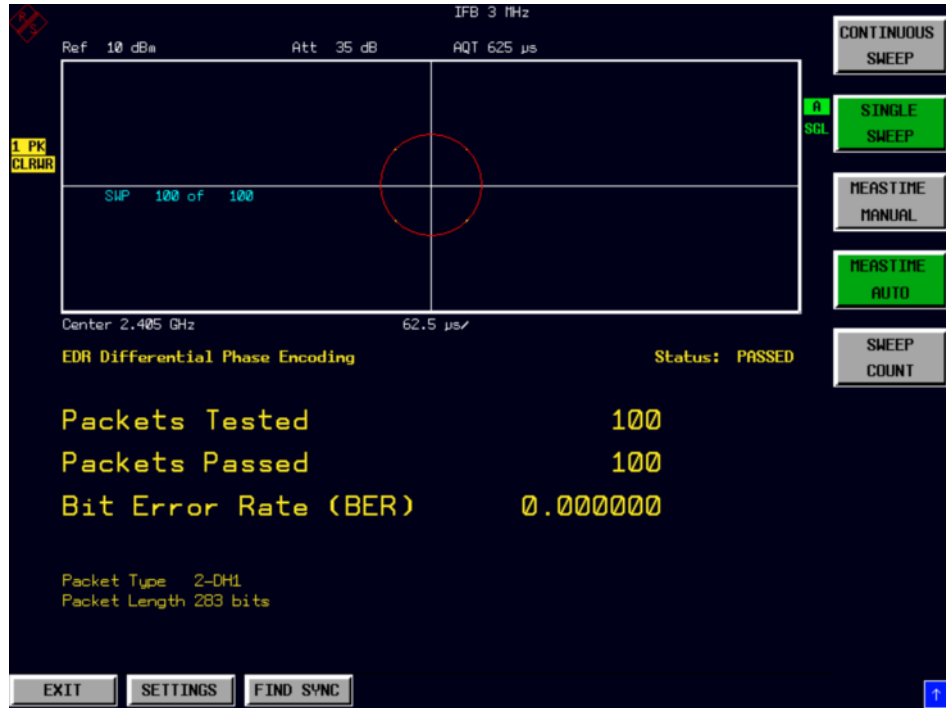 R S
IFB 3 MHz
Ref 10 dBm Att 35 dB AQT 625 µs
1 PK
CLRWR
A
SGL
SWP 100 of 100
Center 2.405 GHz 62.5 µs/
EDR Differential Phase Encoding Status: PASSED
Packets Tested 100
Packets Passed 100
Bit Error Rate (BER) 0.000000
Packet Type 2-DH1
Packet Length 283 bits
CONTINUOUS
SWEEP
SINGLE
SWEEP
MEASTIME
MANUAL
MEASTIME
AUTO
SWEEP
COUNT
EXIT SETTINGS FIND SYNC
↑